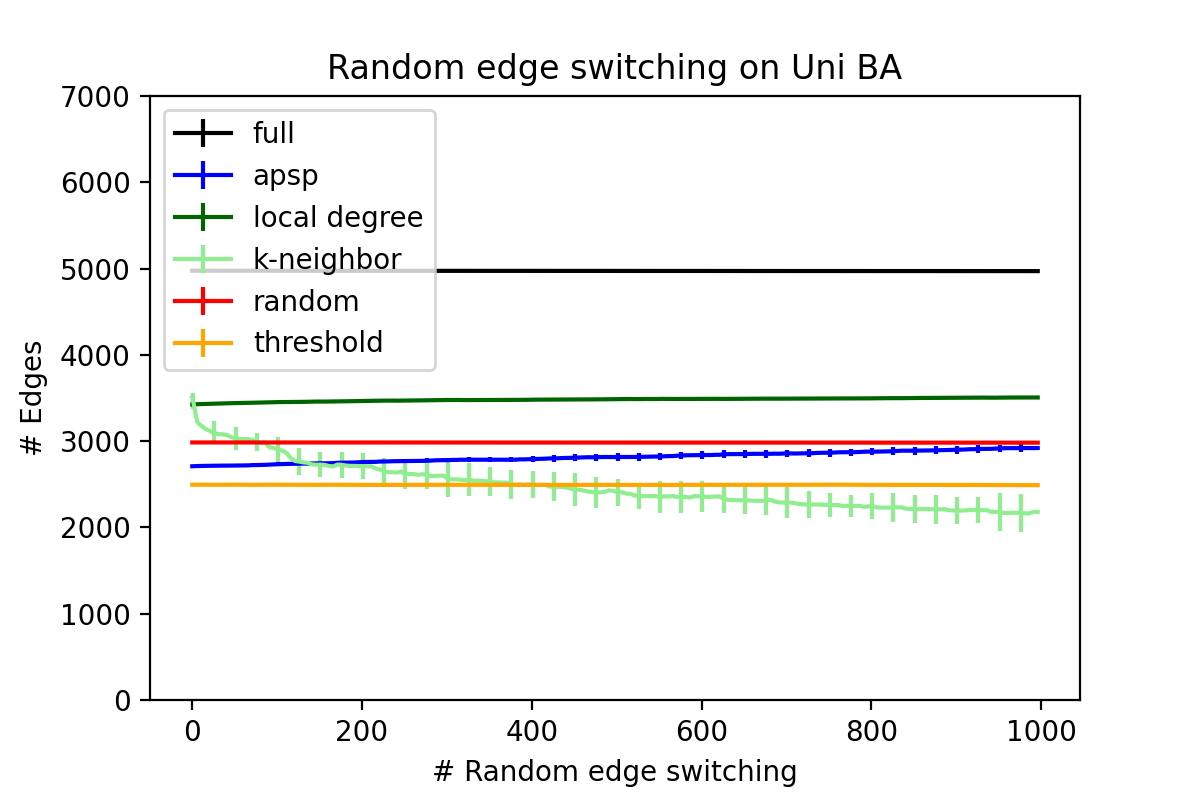 Random edge switching on Uni BA
7000
6000
5000
4000
3000
2000
1000
0
# Edges
full
apsp
local degree
k-neighbor
random
threshold
0 200 400 600 800 1000
# Random edge switching